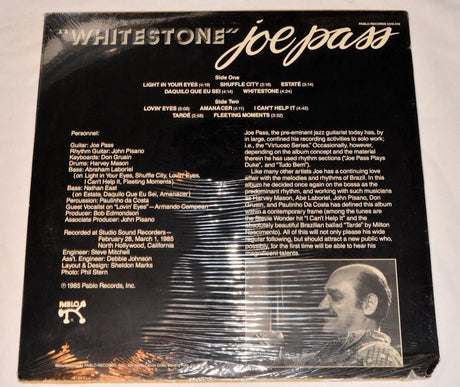 PABLO RECORDS 2310-912
"WHITESTONE" joe pass
Side One
LIGHT IN YOUR EYES (4:19) SHUFFLE CITY (3:16) ESTATÉ (3:14)
DAQUILO QUE EU SEI (4:14) WHITESTONE (4:24)
Side Two
LOVIN' EYES (5:06) AMANACER (4:11) I CAN'T HELP IT (4:42)
TARDÉ (3:58) FLEETING MOMENTS (3:32)
Personnel:
Guitar: Joe Pass
Rhythm Guitar: John Pisano
Keyboards: Don Grusin
Drums: Harvey Mason
Bass: Abraham Laboriel
(on Light in Your Eyes, Shuffle City, Lovin' Eyes,
I Can't Help It, Fleeting Moments)
Bass: Nathan East
(on Estate, Daquilo Que Eu Sei, Amanacer)
Percussion: Paulinho da Costa
Guest Vocalist on "Lovin' Eyes" – Armando Compean
Producer: Bob Edmondson
Associate Producer: John Pisano
Recorded at Studio Sound Recorders–
February 28, March 1, 1985
North Hollywood, California
Engineer: Steve Mitchell
Ass't. Engineer: Debbie Johnson
Layout & Design: Sheldon Marks
Photo: Phil Stern
℗ 1985 Pablo Records, Inc.
PABLO
Joe Pass, the pre-eminent jazz guitarist today has, by
in large, confined his recording activities to solo work;
i.e., the "Virtuoso Series." Occasionally, however,
depending on the album concept and the material
therein he has used rhythm sections ("Joe Pass Plays
Duke", and "Tudo Bem").
Like many other artists Joe has a continuing love
affair with the melodies and rhythms of Brazil. In this
album he decided once again on the bossa as the
predominant rhythm, and working with such musicians
as Harvey Mason, Abe Laboriel, John Pisano, Don
Grusin, and Paulinho Da Costa has defined this album
within a contemporary frame (among the tunes are
the Stevie Wonder hit "I Can't Help It" and the
absolutely beautiful Brazilian ballad "Tarde" by Milton
Nascimento). All of this will not only please his wide
regular following, but should attract a new public who,
possibly, for the first time will be able to hear his
magnificent talents.